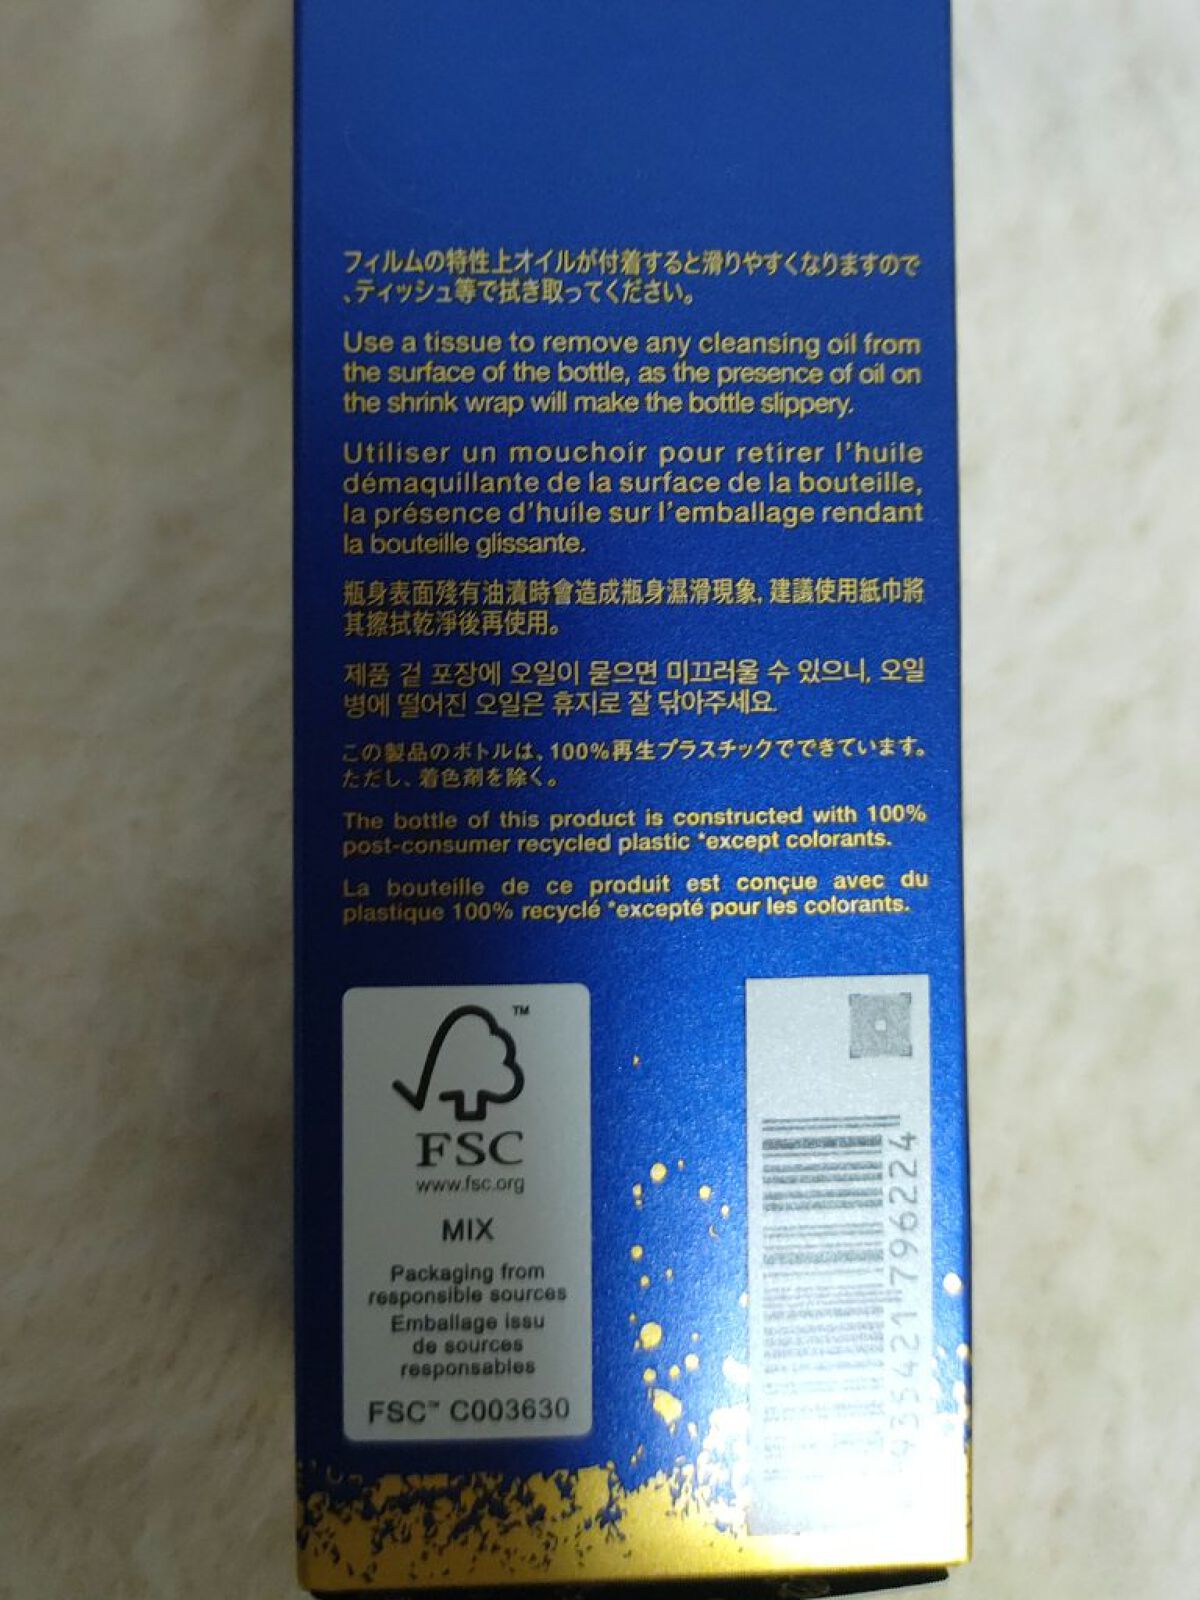 フィルムの特性上オイルが付着すると滑りやすくなりますので
、ティッシュ等で拭き取ってください。
Use a tissue to remove any cleansing oil from
the surface of the bottle, as the presence of oil on
the shrink wrap will make the bottle slippery.
Utiliser un mouchoir pour retirer l'huile
démaquillante de la surface de la bouteille,
la présence d'huile sur l'emballage rendant
la bouteille glissante.
瓶身表面殘有油漬時會造成瓶身濕滑現象, 建議使用紙巾將
其擦拭乾淨後再使用。
제품 겉 포장에 오일이 묻으면 미끄러울 수 있으니, 오일
병에 떨어진 오일은 휴지로 잘 닦아주세요.
この製品のボトルは、100%再生プラスチックでできています。
ただし、着色剤を除く。
The bottle of this product is constructed with 100%
post-consumer recycled plastic *except colorants.
La bouteille de ce produit est conçue avec du
plastique 100% recyclé *excepté pour les colorants.
TM
FSC
www.fsc.org
MIX
Packaging from
responsible sources
Emballage issu
de sources
responsables
FSC™ C003630
935421 796224